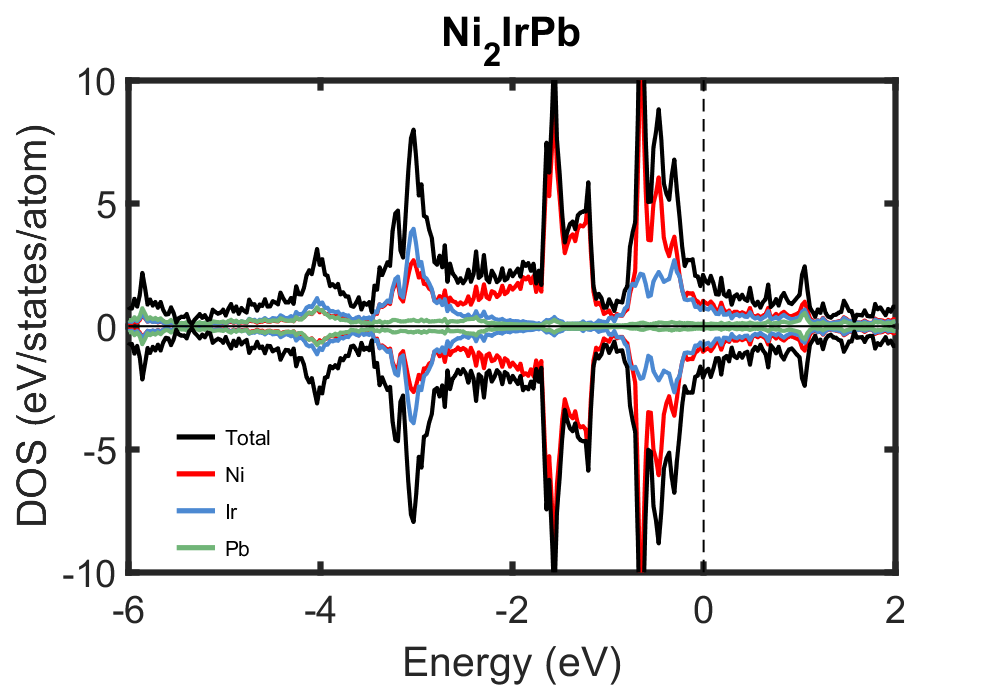 Ni2IrPb
DOS (eV/states/atom)
10
5
0
-5
-10
Total
Ni
Ir
Pb
-6 -4 -2 0 2
Energy (eV)